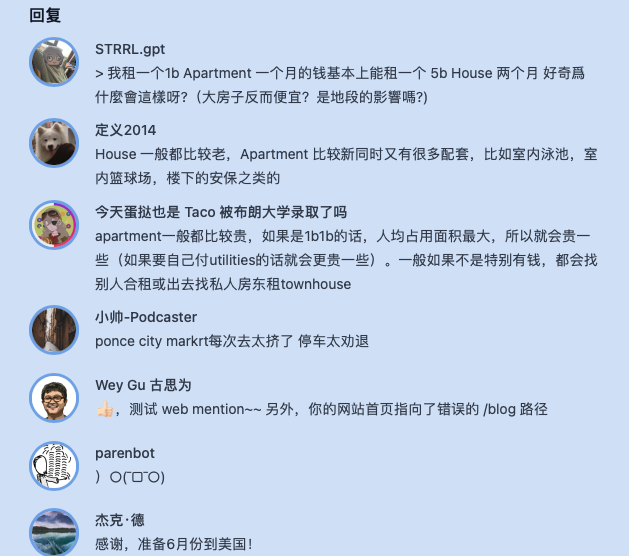 回复
STRRL.gpt
> 我租一个1b Apartment 一个月的钱基本上能租一个 5b House 两个月 好奇爲
什麼會這樣呀？（大房子反而便宜？是地段的影響嗎?)
定义2014
House 一般都比较老，Apartment 比较新同时又有很多配套，比如室内泳池，室
内篮球场，楼下的安保之类的
今天蛋挞也是 Taco 被布朗大学录取了吗
apartment一般都比较贵，如果是1b1b的话，人均占用面积最大，所以就会贵一
些（如果要自己付utilities的话就会更贵一些）。一般如果不是特别有钱，都会找
别人合租或出去找私人房东租townhouse
小帅-Podcaster
ponce city markrt每次去太挤了 停车太劝退
Wey Gu 古思为
👍🏻，测试 web mention~~ 另外，你的网站首页指向了错误的 /blog 路径
parenbot
）○(￣□￣○)
杰克·德
感谢，准备6月份到美国！